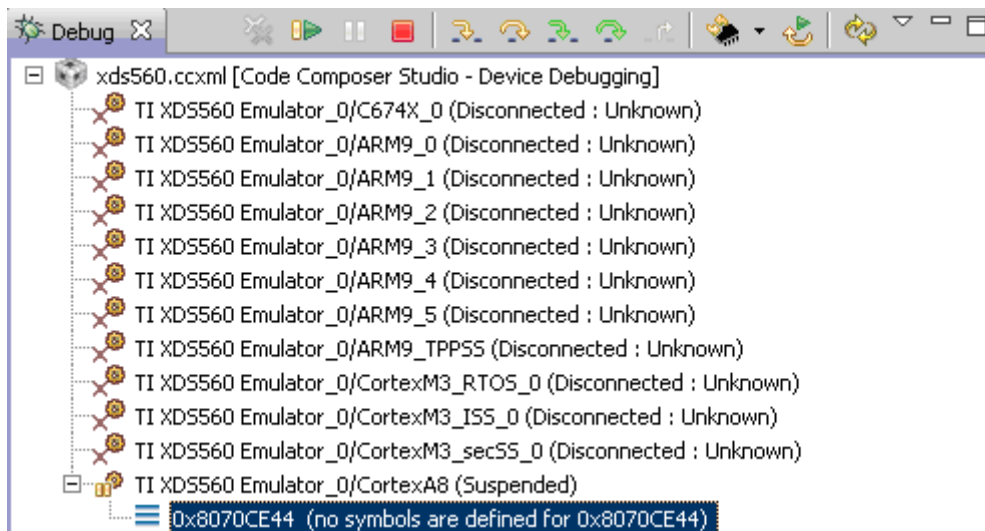 Debug
xds560.ccxml [Code Composer Studio - Device Debugging]
TI XDS560 Emulator_0/C674X_0 (Disconnected : Unknown)
TI XDS560 Emulator_0/ARM9_0 (Disconnected : Unknown)
TI XDS560 Emulator_0/ARM9_1 (Disconnected : Unknown)
TI XDS560 Emulator_0/ARM9_2 (Disconnected : Unknown)
TI XDS560 Emulator_0/ARM9_3 (Disconnected : Unknown)
TI XDS560 Emulator_0/ARM9_4 (Disconnected : Unknown)
TI XDS560 Emulator_0/ARM9_5 (Disconnected : Unknown)
TI XDS560 Emulator_0/ARM9_TPPSS (Disconnected : Unknown)
TI XDS560 Emulator_0/CortexM3_RTOS_0 (Disconnected : Unknown)
TI XDS560 Emulator_0/CortexM3_ISS_0 (Disconnected : Unknown)
TI XDS560 Emulator_0/CortexM3_secSS_0 (Disconnected : Unknown)
TI XDS560 Emulator_0/CortexA8 (Suspended)
0x8070CE44 (no symbols are defined for 0x8070CE44)